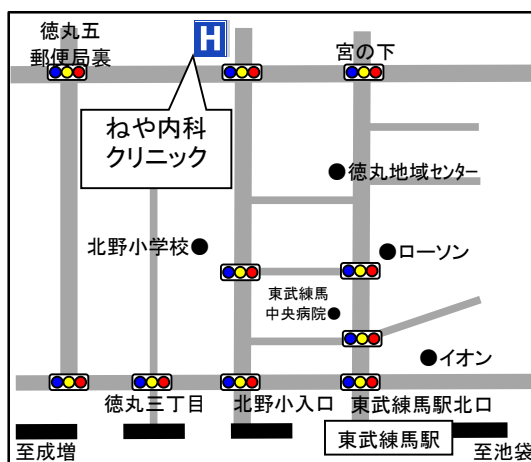 徳丸五
郵便局裏
H
宮の下
ねや内科
クリニック
徳丸地域センター
北野小学校
ローソン
東武練馬
中央病院
イオン
徳丸三丁目
北野小入口
東武練馬駅北口
至成増
東武練馬駅
至池袋